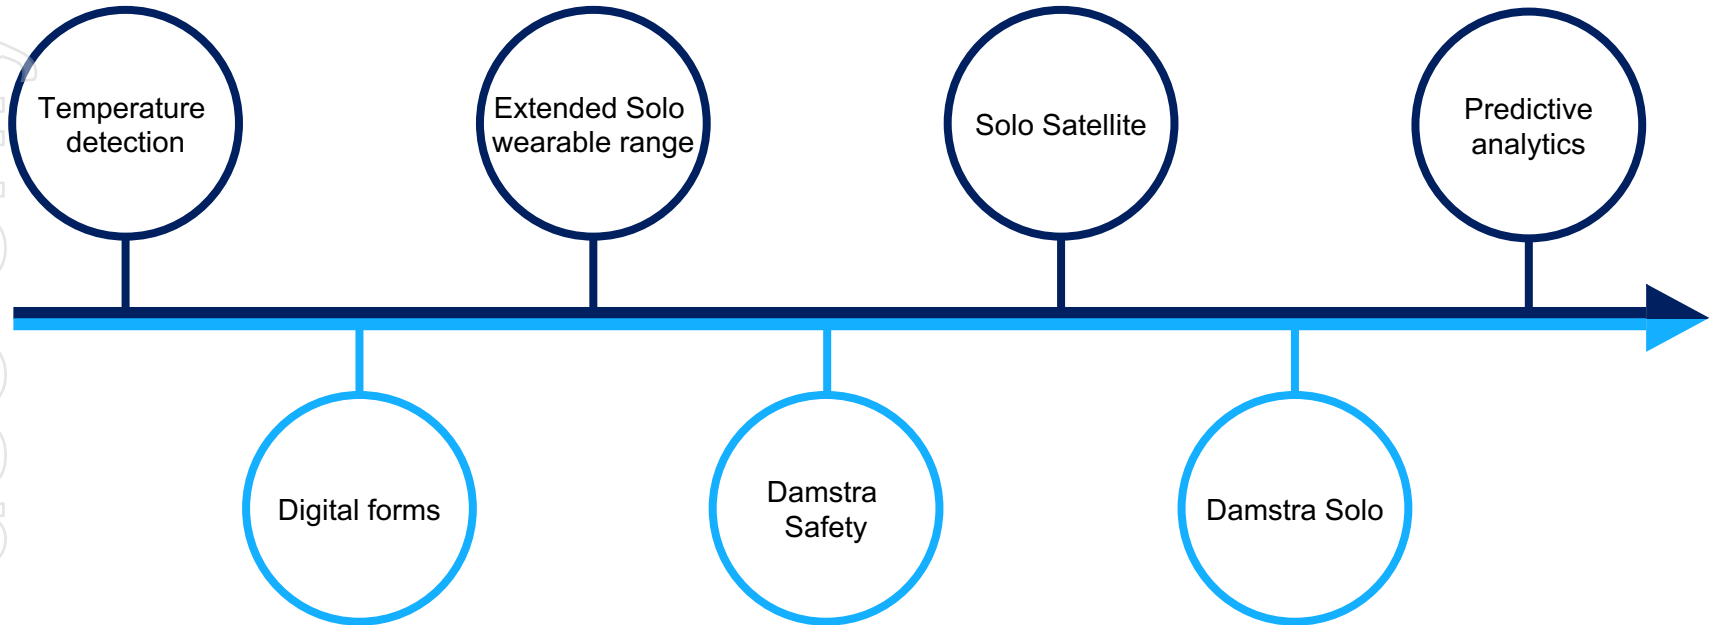 Temperature
detection
Extended Solo
wearable range
Solo Satellite
Predictive
analytics
Digital forms
Damstra
Safety
Damstra Solo